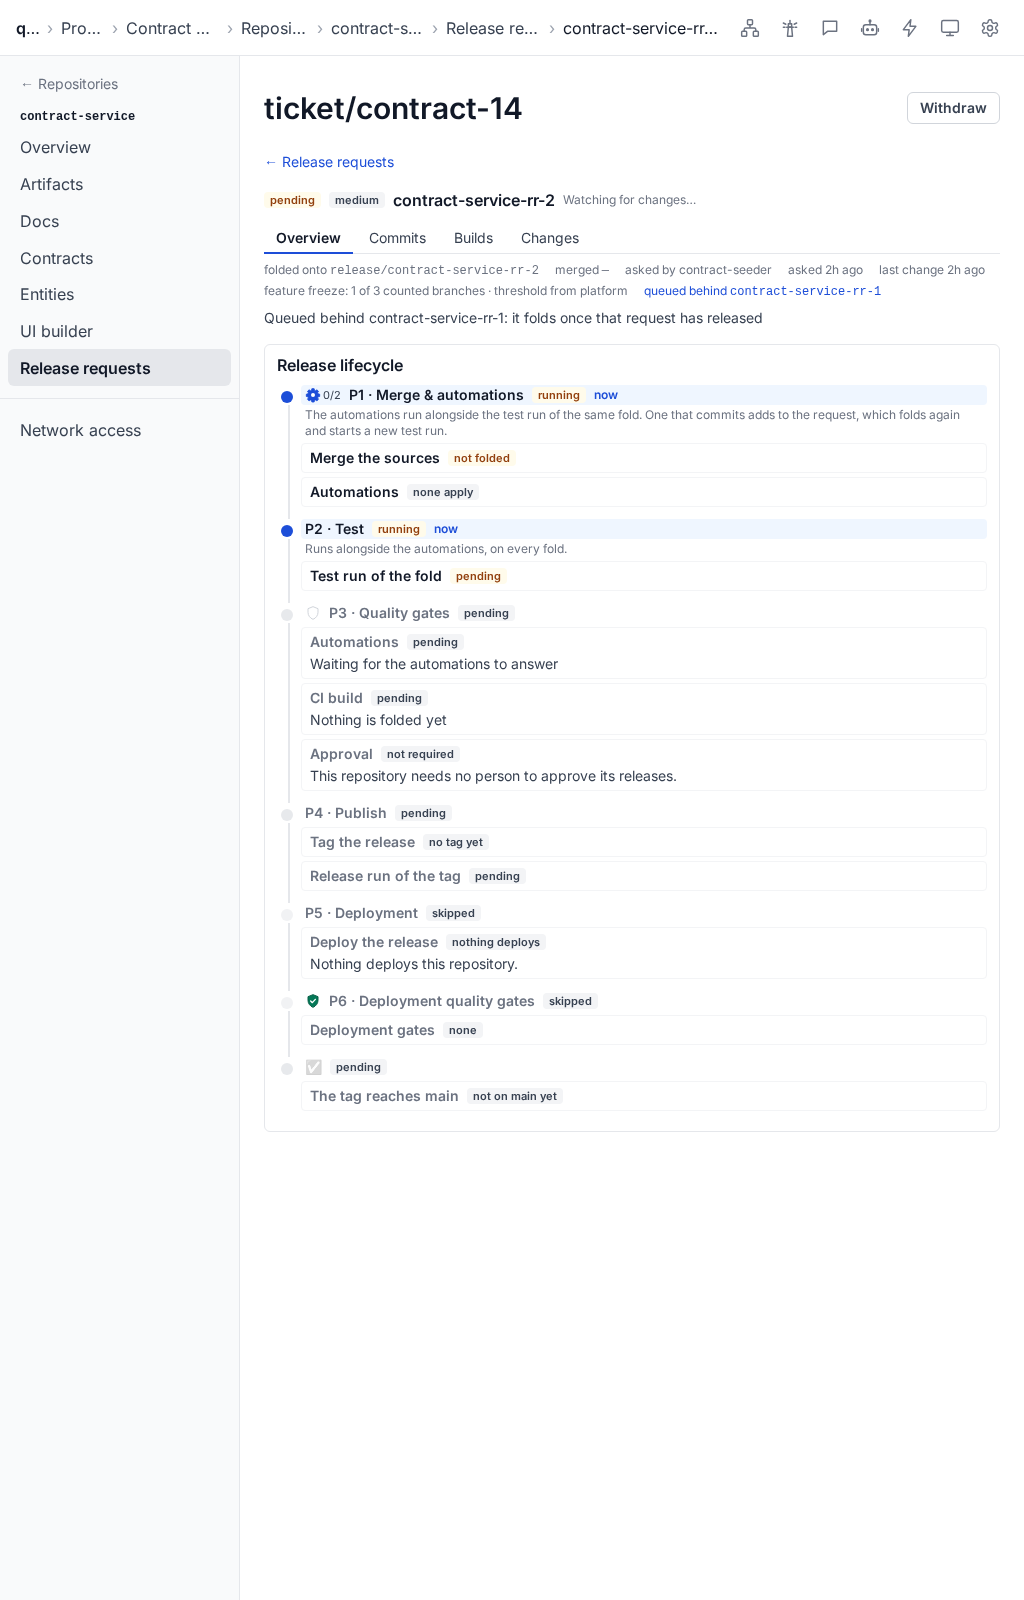 q... › Pro... › Contract ... › Reposi... › contract-s... › Release re... › contract-service-rr...
← Repositories
contract-service
Overview
Artifacts
Docs
Contracts
Entities
UI builder
Release requests
Network access
ticket/contract-14
Withdraw
← Release requests
pending medium contract-service-rr-2 Watching for changes...
Overview Commits Builds Changes
folded onto release/contract-service-rr-2 merged — asked by contract-seeder asked 2h ago last change 2h ago
feature freeze: 1 of 3 counted branches · threshold from platform queued behind contract-service-rr-1
Queued behind contract-service-rr-1: it folds once that request has released
Release lifecycle
0/2 P1 · Merge & automations running now
The automations run alongside the test run of the same fold. One that commits adds to the request, which folds again
and starts a new test run.
Merge the sources not folded
Automations none apply
P2 · Test running now
Runs alongside the automations, on every fold.
Test run of the fold pending
P3 · Quality gates pending
Automations pending
Waiting for the automations to answer
CI build pending
Nothing is folded yet
Approval not required
This repository needs no person to approve its releases.
P4 · Publish pending
Tag the release no tag yet
Release run of the tag pending
P5 · Deployment skipped
Deploy the release nothing deploys
Nothing deploys this repository.
P6 · Deployment quality gates skipped
Deployment gates none
☑ pending
The tag reaches main not on main yet